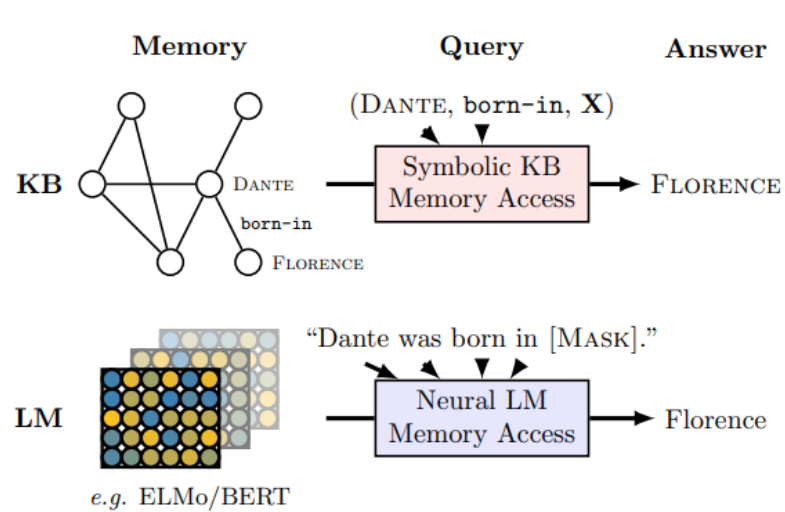 Memory
Query
Answer
KB
DANTE
born-in
FLORENCE
(DANTE, born-in, X)
Symbolic KB
Memory Access
FLORENCE
LM
e.g. ELMo/BERT
“Dante was born in [MASK].”
Neural LM
Memory Access
Florence